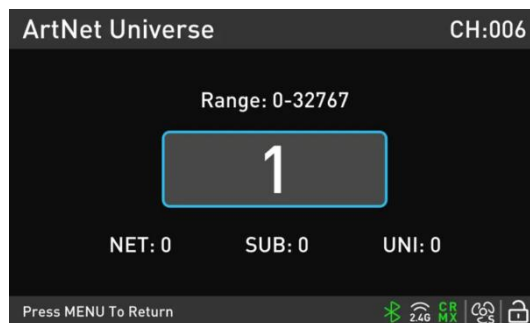 ArtNet Universe CH:006
Range: 0-32767
1
NET: 0 SUB: 0 UNI: 0
Press MENU To Return 2.4G CR MX S